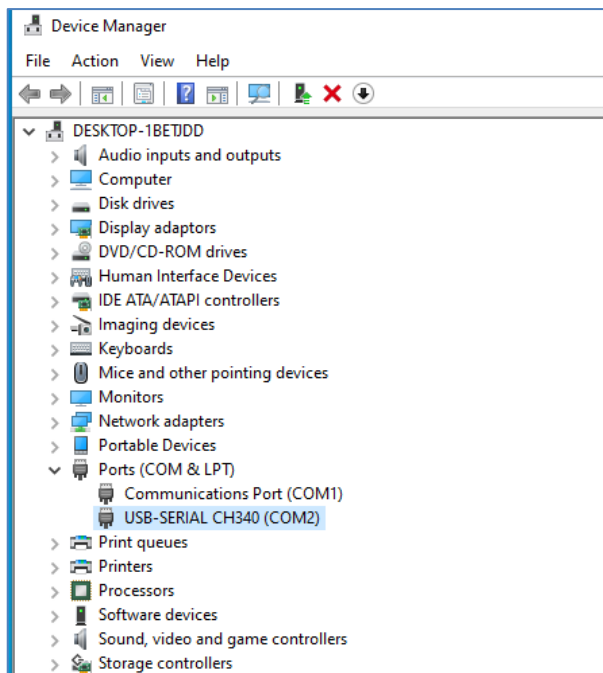 Device Manager
File Action View Help
DESKTOP-1BETJDD
Audio inputs and outputs
Computer
Disk drives
Display adaptors
DVD/CD-ROM drives
Human Interface Devices
IDE ATA/ATAPI controllers
Imaging devices
Keyboards
Mice and other pointing devices
Monitors
Network adapters
Portable Devices
Ports (COM & LPT)
Communications Port (COM1)
USB-SERIAL CH340 (COM2)
Print queues
Printers
Processors
Software devices
Sound, video and game controllers
Storage controllers